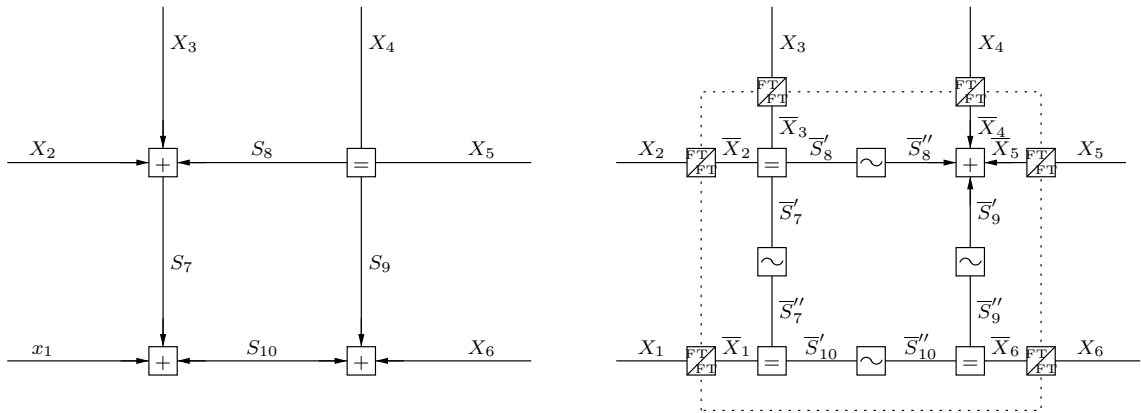 X₃ X₄ X₃ X₄
FT FT FT FT
X̅₃ X̅₄
X₂ S₈ X₅ X₂ X̅₂ S̅₈′ S̅₈″ X̅₅ X₅
+ = FT FT = ~ + FT FT
S̅₇′ S̅₉′
S₇ S₉ ~ ~
S̅₇″ S̅₉″
x₁ S₁₀ X₆ X₁ X̅₁ S̅₁₀′ S̅₁₀″ X̅₆ X₆
+ + FT FT = ~ = FT FT